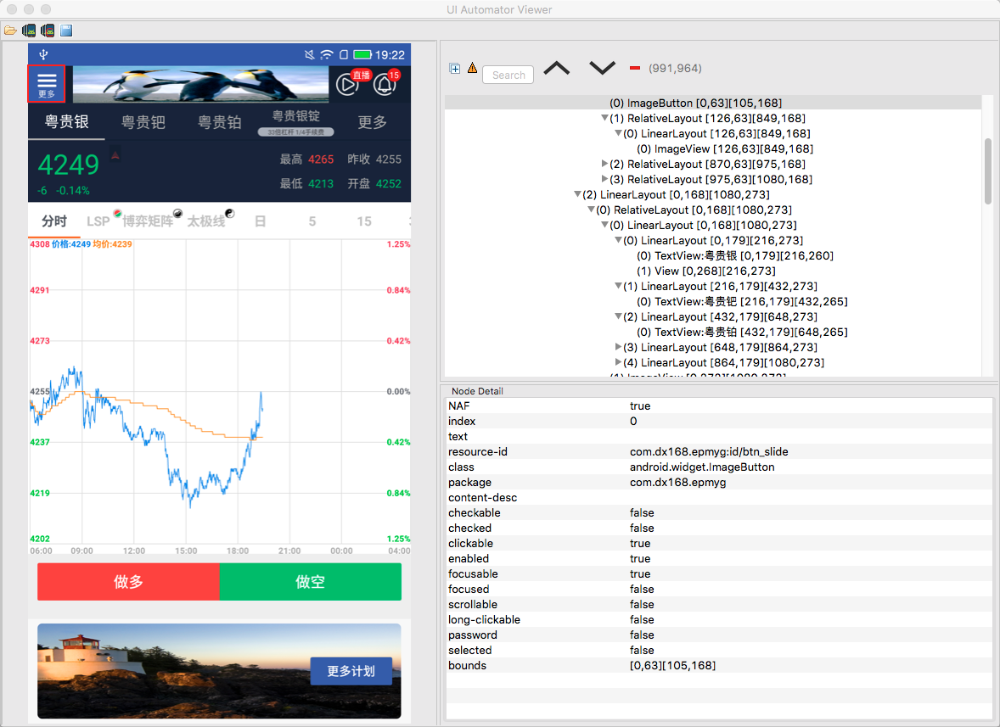 UI Automator Viewer
19:22
更多
直播
15
粤贵银 粤贵钯 粤贵铂 粤贵银锭 更多
33倍杠杆 1/4手续费
4249
-6 -0.14%
最高 4265 昨收 4255
最低 4213 开盘 4252
分时 LSP 博弈矩阵 太极线 日 5 15
4308 价格:4249 均价:4239 1.25%
4291 0.84%
4273 0.42%
4255 0.00%
4237 0.42%
4219 0.84%
4202 1.25%
06:00 09:00 12:00 15:00 18:00 21:00 00:00 04:00
做多 做空
更多计划
Search
(991,964)
(0) ImageButton [0,63][105,168]
(1) RelativeLayout [126,63][849,168]
(0) LinearLayout [126,63][849,168]
(0) ImageView [126,63][849,168]
(2) RelativeLayout [870,63][975,168]
(3) RelativeLayout [975,63][1080,168]
(2) LinearLayout [0,168][1080,273]
(0) RelativeLayout [0,168][1080,273]
(0) LinearLayout [0,168][1080,273]
(0) LinearLayout [0,179][216,273]
(0) TextView:粤贵银 [0,179][216,260]
(1) View [0,268][216,273]
(1) LinearLayout [216,179][432,273]
(0) TextView:粤贵钯 [216,179][432,265]
(2) LinearLayout [432,179][648,273]
(0) TextView:粤贵铂 [432,179][648,265]
(3) LinearLayout [648,179][864,273]
(4) LinearLayout [864,179][1080,273]
(1) ImageView [0,273][1080,273]
Node Detail
NAF true
index 0
text
resource-id com.dx168.epmyg:id/btn_slide
class android.widget.ImageButton
package com.dx168.epmyg
content-desc
checkable false
checked false
clickable true
enabled true
focusable true
focused false
scrollable false
long-clickable false
password false
selected false
bounds [0,63][105,168]